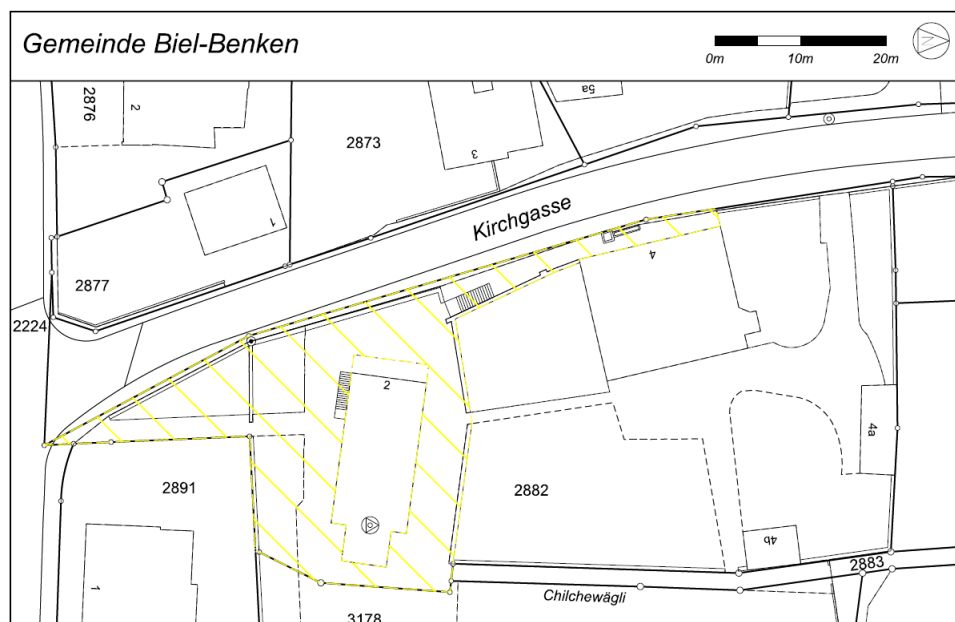 Gemeinde Biel-Benken
0m 10m 20m
N
2876
2
2873
3
5a
1
Kirchgasse
2877
2224
4
2
4a
2891
2882
4b
2883
1
Chilchewägli
3178